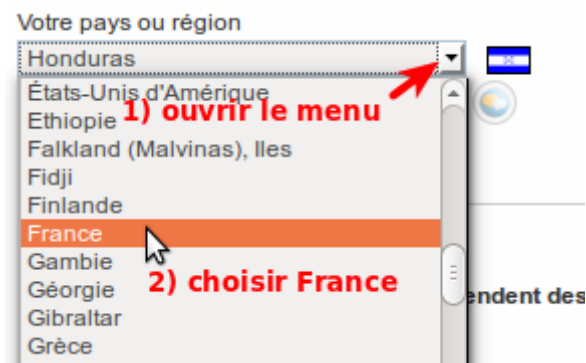 Votre pays ou région
Honduras
États-Unis d'Amérique
1) ouvrir le menu
Ethiopie
Falkland (Malvinas), Iles
Fidji
Finlande
France
Gambie
2) choisir France
Géorgie
endent des
Gibraltar
Grèce